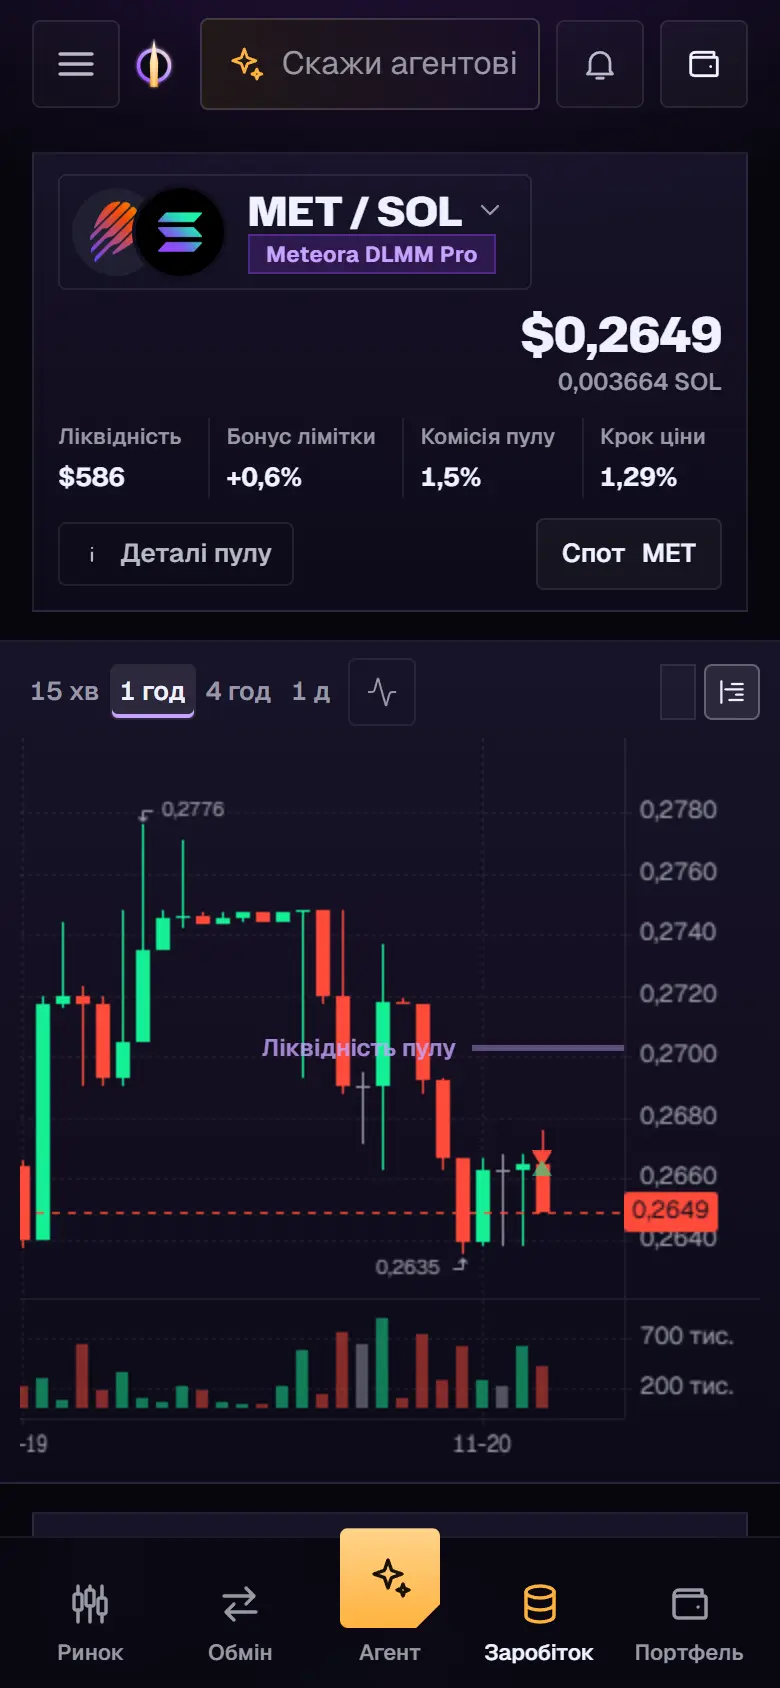 Скажи агентові
MET / SOL
Meteora DLMM Pro
$0,2649
0,003664 SOL
Ліквідність Бонус лімітки Комісія пулу Крок ціни
$586 +0,6% 1,5% 1,29%
i Деталі пулу Спот MET
15 хв 1 год 4 год 1 д
0,2776
0,2780
0,2760
0,2740
0,2720
Ліквідність пулу
0,2700
0,2680
0,2660
0,2649
0,2640
0,2635
700 тис.
200 тис.
-19 11-20
Ринок Обмін Агент Заробіток Портфель